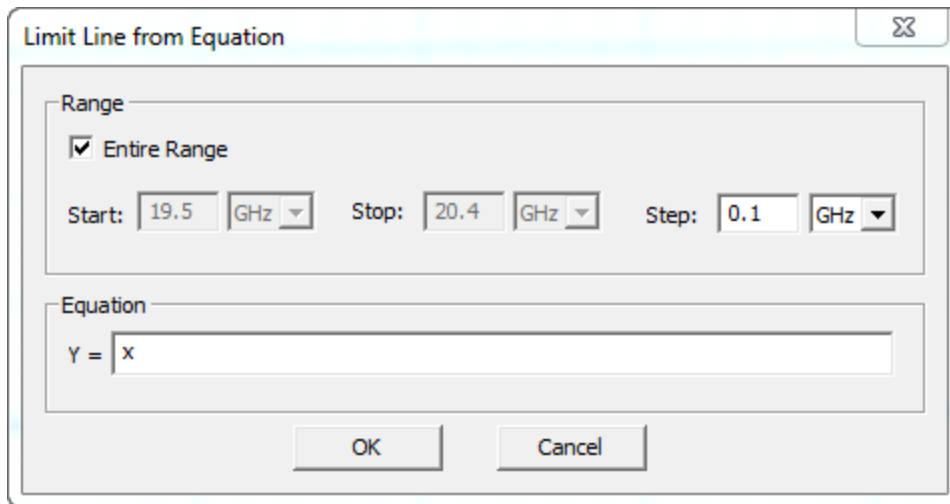 Limit Line from Equation
Range
Entire Range
Start: 19.5 GHz Stop: 20.4 GHz Step: 0.1 GHz
Equation
Y = x
OK Cancel